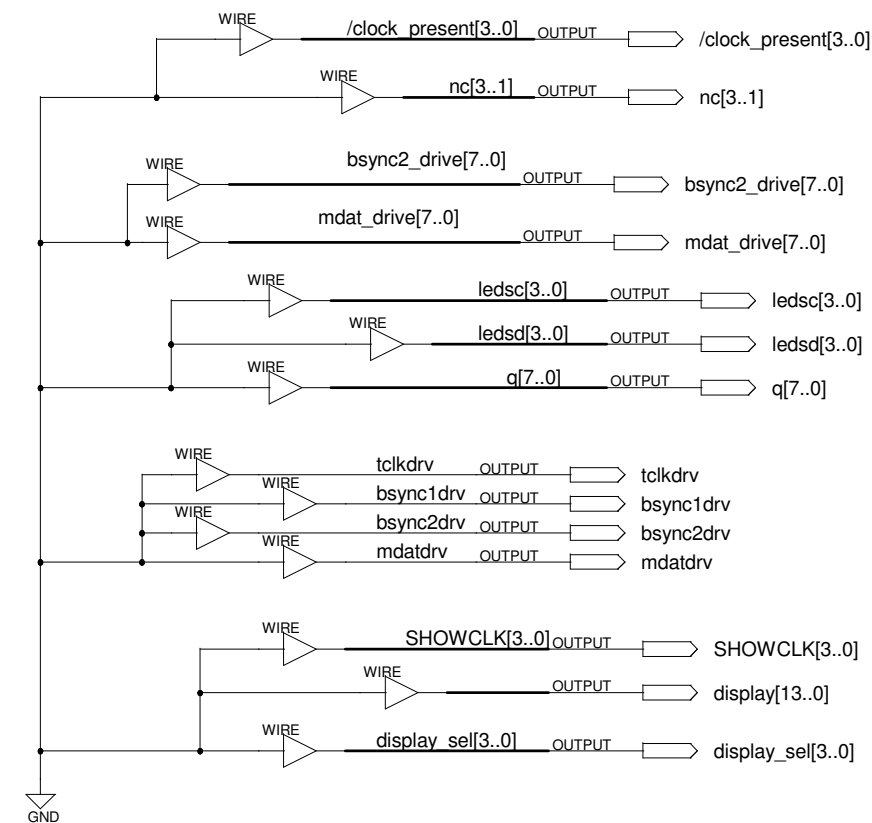 WIRE /clock_present[3..0] OUTPUT /clock_present[3..0]
WIRE nc[3..1] OUTPUT nc[3..1]
WIRE bsync2_drive[7..0] OUTPUT bsync2_drive[7..0]
WIRE mdat_drive[7..0] OUTPUT mdat_drive[7..0]
WIRE ledsc[3..0] OUTPUT ledsc[3..0]
WIRE ledsd[3..0] OUTPUT ledsd[3..0]
WIRE q[7..0] OUTPUT q[7..0]
WIRE tclkdrv OUTPUT tclkdrv
WIRE bsync1drv OUTPUT bsync1drv
WIRE bsync2drv OUTPUT bsync2drv
WIRE mdatdrv OUTPUT mdatdrv
WIRE SHOWCLK[3..0] OUTPUT SHOWCLK[3..0]
WIRE OUTPUT display[13..0]
WIRE display_sel[3..0] OUTPUT display_sel[3..0]
GND